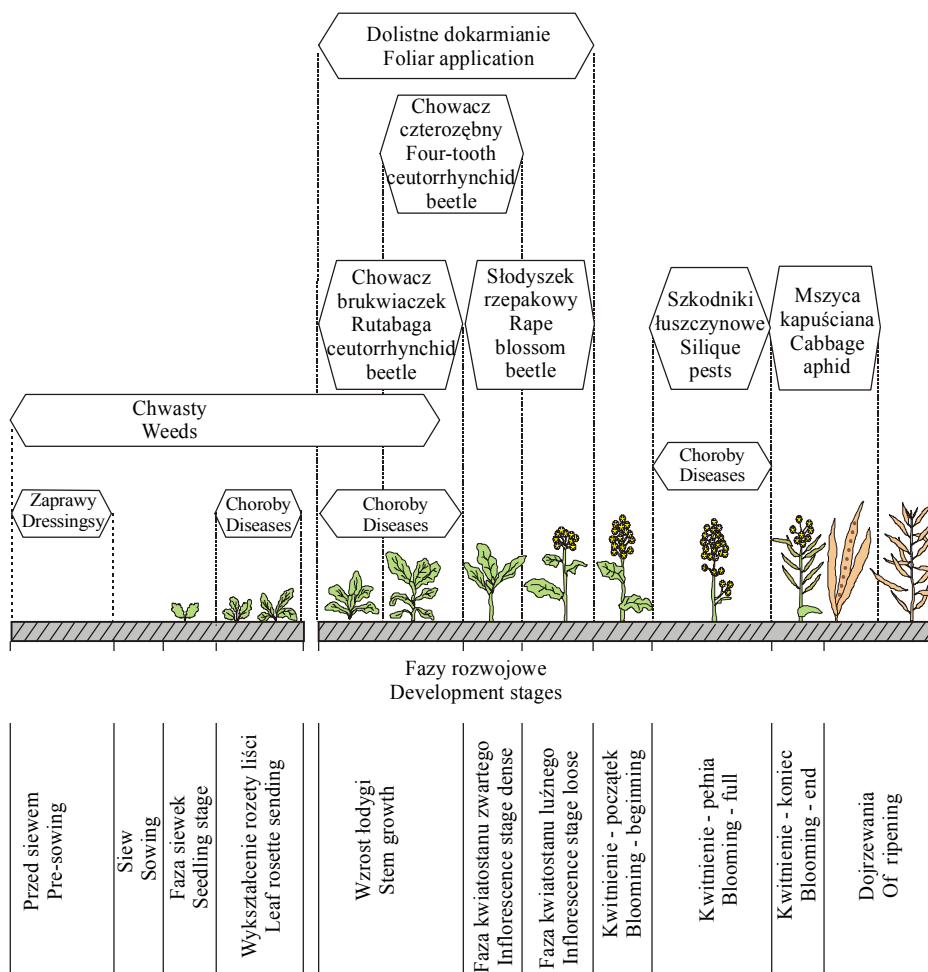 Dolistne dokarmianie
Foliar application
Chowacz
czterozębny
Four-tooth
ceutorrhynchid
beetle
Chowacz
brukwiaczek
Rutabaga
ceutorrhynchid
beetle
Słodyszek
rzepakowy
Rape
blossom
beetle
Szkodniki
łuszczynowe
Silique
pests
Mszyca
kapuściana
Cabbage
aphid
Chwasty
Weeds
Choroby
Diseases
Zaprawy
Dressingsy
Choroby
Diseases
Choroby
Diseases
Fazy rozwojowe
Development stages
Przed siewem
Pre-sowing
Siew
Sowing
Faza siewek
Seedling stage
Wykształcenie rozety liści
Leaf rosette sending
Wzrost łodygi
Stem growth
Faza kwiatostanu zwartego
Inflorescence stage dense
Faza kwiatostanu luźnego
Inflorescence stage loose
Kwitnienie - początek
Blooming - beginning
Kwitnienie - pełnia
Blooming - full
Kwitnienie - koniec
Blooming - end
Dojrzewania
Of ripening